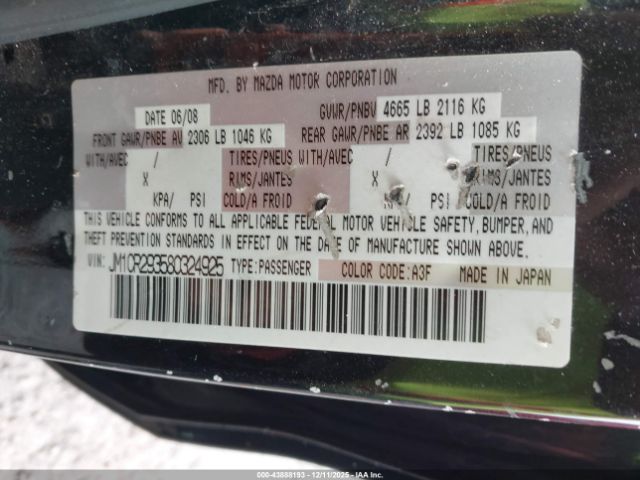 MFD. BY MAZDA MOTOR CORPORATION
DATE 06/08 GVWR/PNBV 4665 LB 2116 KG
FRONT GAWR/PNBE AV 2306 LB 1046 KG REAR GAWR/PNBE AR 2392 LB 1085 KG
WITH/AVEC / TIRES/PNEUS WITH/AVEC / TIRES/PNEUS
X RIMS/JANTES X RIMS/JANTES
KPA/ PSI COLD/A FROID KPA/ PSI COLD/A FROID
THIS VEHICLE CONFORMS TO ALL APPLICABLE FEDERAL MOTOR VEHICLE SAFETY, BUMPER, AND
THEFT PREVENTION STANDARDS IN EFFECT ON THE DATE OF MANUFACTURE SHOWN ABOVE.
VIN: JM1CR293580324925 TYPE:PASSENGER COLOR CODE:A3F MADE IN JAPAN
000-43888193 - 12/11/2025 - IAAI.COM